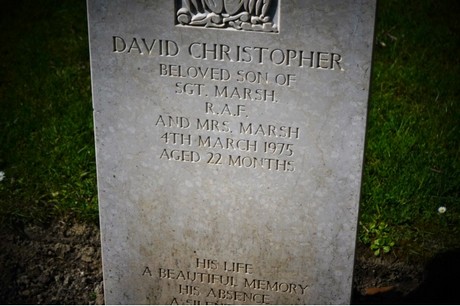 DAVID CHRISTOPHER
BELOVED SON OF
SGT. MARSH,
R.A.F.
AND MRS. MARSH
4TH MARCH 1975
AGED 22 MONTHS
HIS LIFE
A BEAUTIFUL MEMORY
HIS ABSENCE